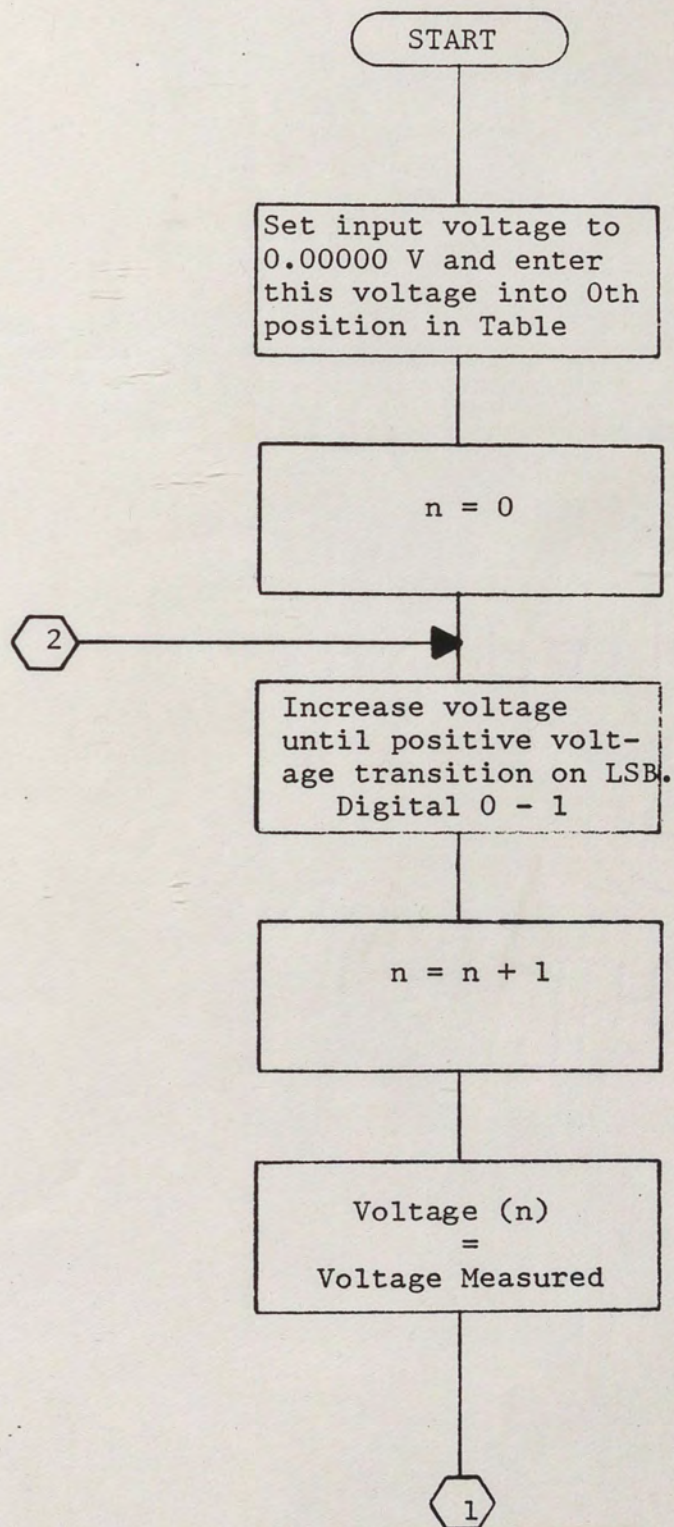 START
Set input voltage to
0.00000 V and enter
this voltage into 0th
position in Table
n = 0
2
Increase voltage
until positive volt-
age transition on LSB.
Digital 0 - 1
n = n + 1
Voltage (n)
=
Voltage Measured
1